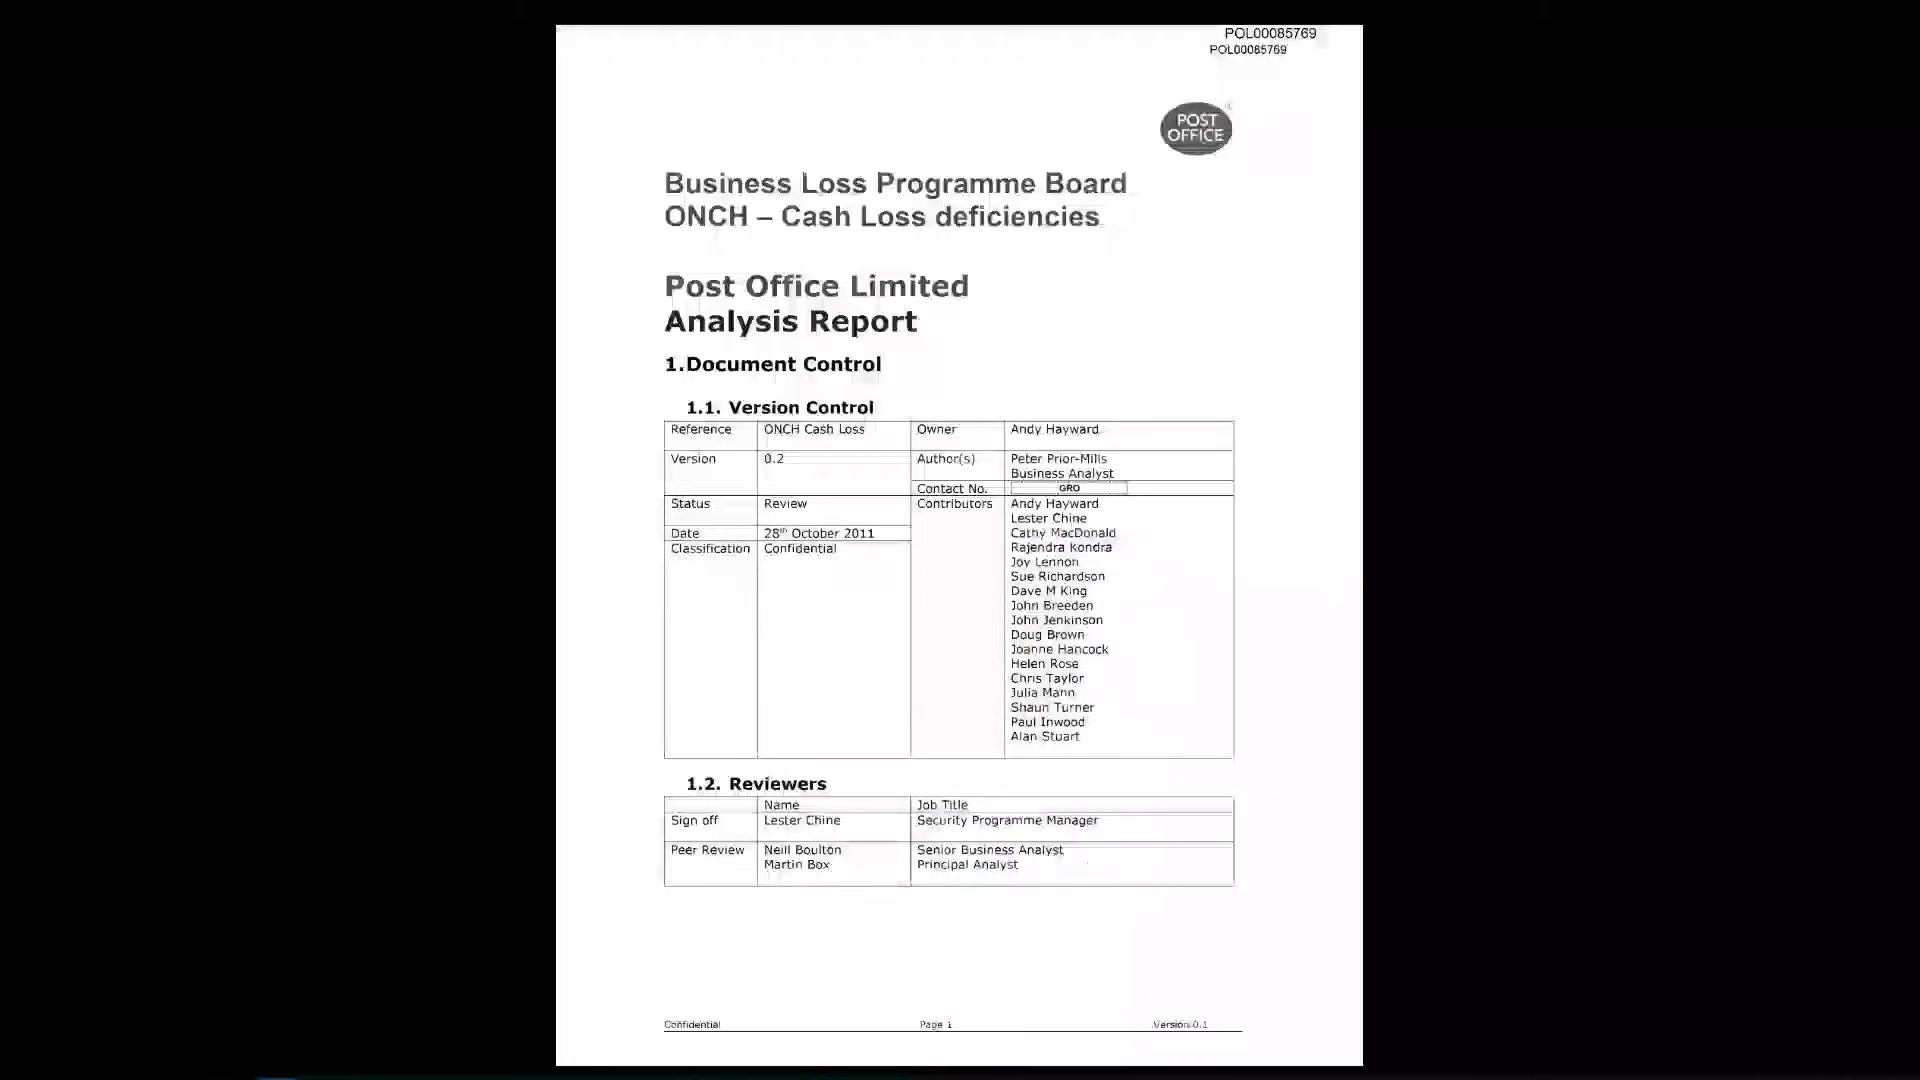 POL00085769
POL00085769
POST
OFFICE
Business Loss Programme Board
ONCH – Cash Loss deficiencies
Post Office Limited
Analysis Report
1.Document Control
1.1. Version Control
Reference ONCH Cash Loss Owner Andy Hayward
Version 0.2 Author(s) Peter Prior-Mills
Business Analyst
Contact No. GRO
Status Review Contributors Andy Hayward
Lester Chine
Date 28th October 2011 Cathy MacDonald
Classification Confidential Rajendra Kondra
Joy Lennon
Sue Richardson
Dave M King
John Breeden
John Jenkinson
Doug Brown
Joanne Hancock
Helen Rose
Chris Taylor
Julia Mann
Shaun Turner
Paul Inwood
Alan Stuart
1.2. Reviewers
Name Job Title
Sign off Lester Chine Security Programme Manager
Peer Review Neill Boulton Senior Business Analyst
Martin Box Principal Analyst
Confidential Page 1 Version 0.1